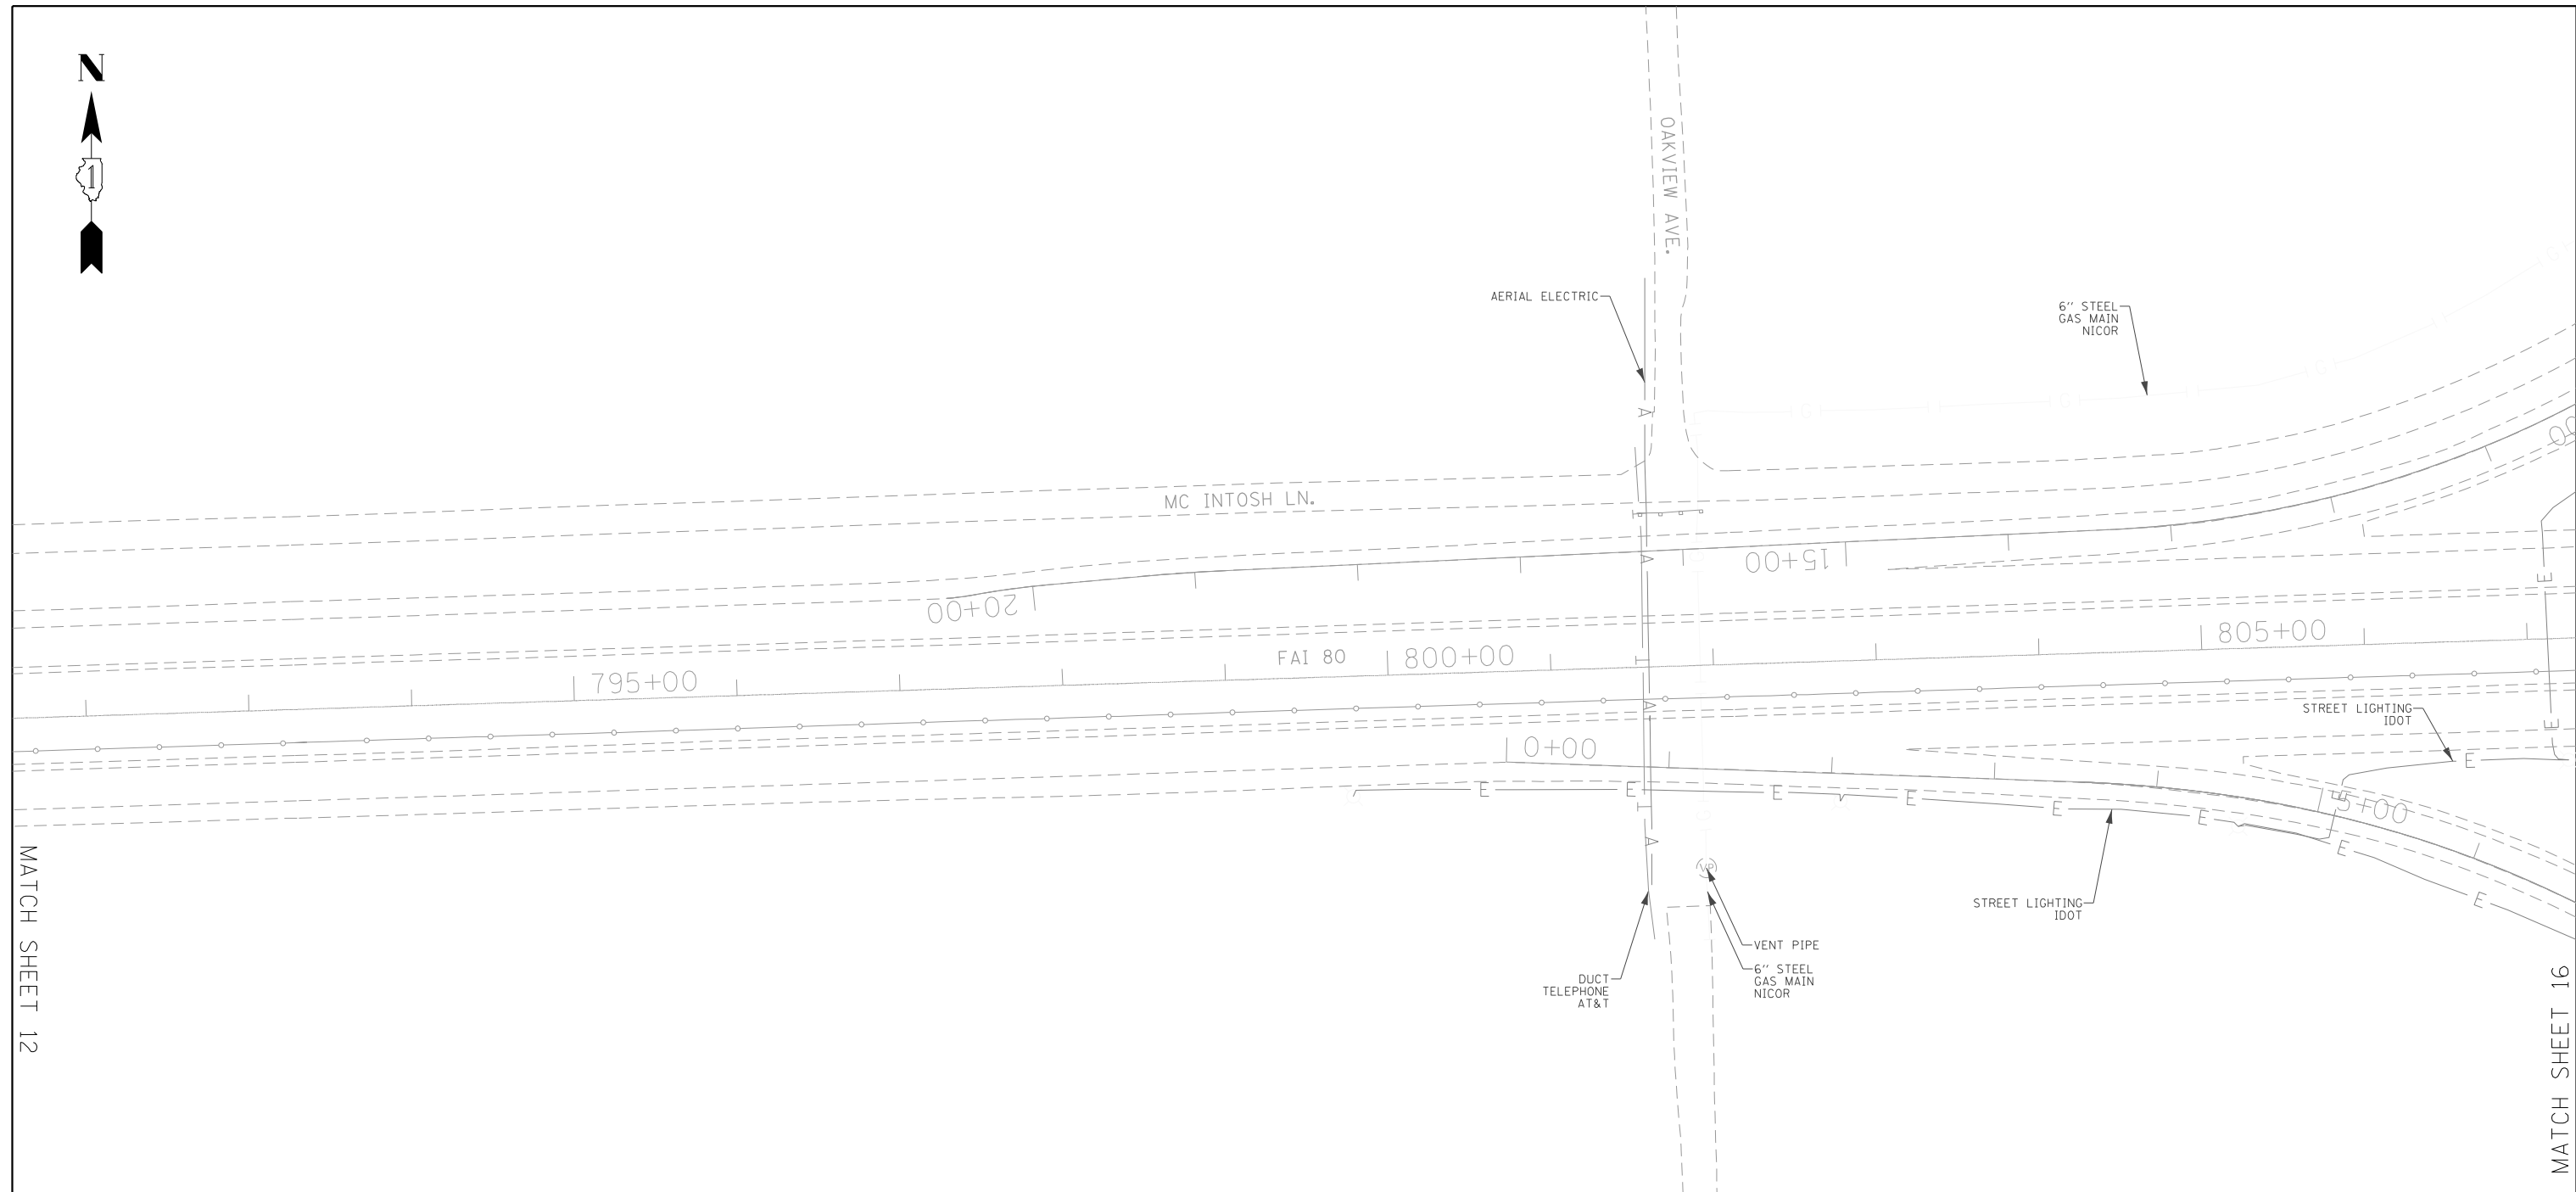 N
1
OAKVIEW AVE.
AERIAL ELECTRIC
6'' STEEL
GAS MAIN
NICOR
G
G
G
G
A
MC INTOSH LN.
00
A
15+00
E
20+00
805+00
T
FAI 80
800+00
795+00
A
STREET LIGHTING
IDOT
E
0+00
E
E
E
E
E
E
E
E
5+00
T
A
E
E
VP
STREET LIGHTING
IDOT
VENT PIPE
6'' STEEL
GAS MAIN
NICOR
DUCT
TELEPHONE
AT&T
MATCH SHEET 12
MATCH SHEET 16